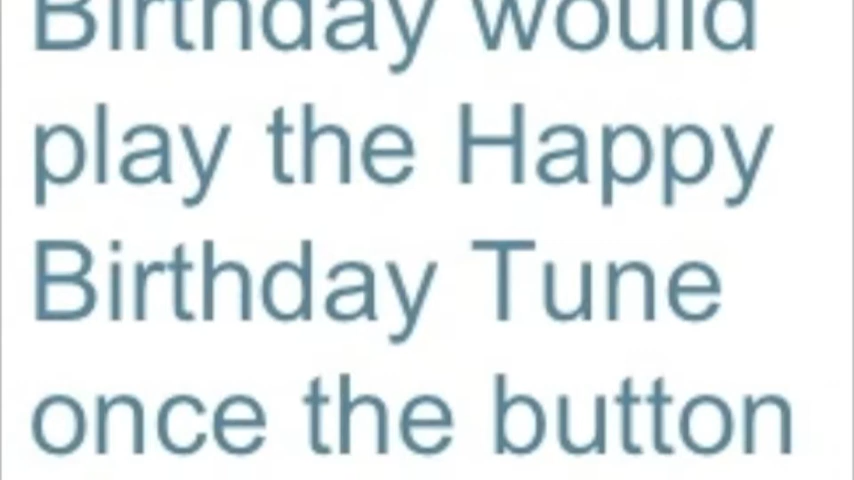 Birthday would
play the Happy
Birthday Tune
once the button